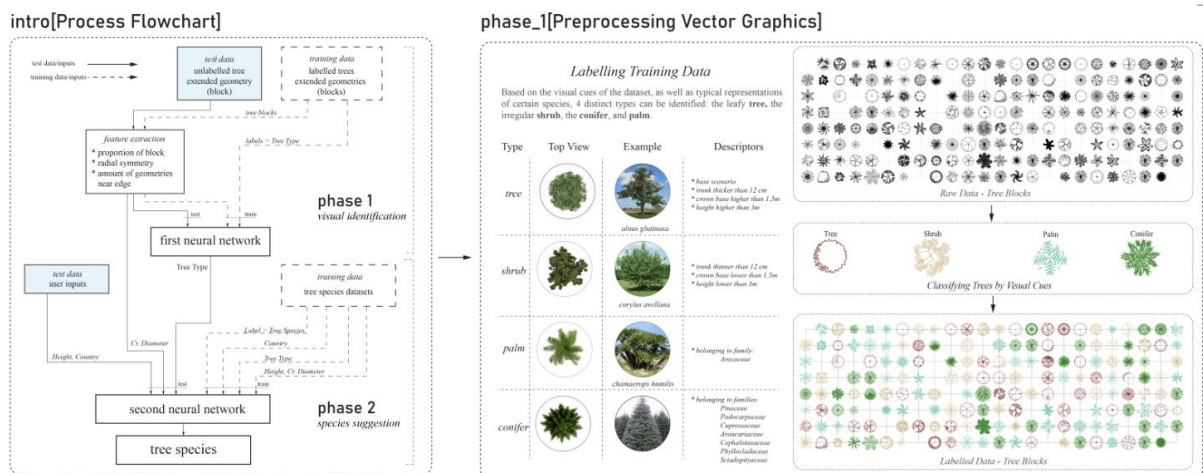 intro[Process Flowchart]
test data/inputs
training data/inputs
test data
unlabelled tree
extended geometry
(block)
training data
labelled trees
extended geometries
(blocks)
tree blocks
labels = Tree Type
feature extraction
* proportion of block
* radial symmetry
* amount of geometries
near edge
phase 1
visual identification
test
train
first neural network
Tree Type
test data
user inputs
training data
tree species datasets
Label = Tree Species
Country
Cr. Diameter
Height, Country
Tree Type
Height, Cr. Diameter
test
train
second neural network
phase 2
species suggestion
tree species
phase_1[Preprocessing Vector Graphics]
Labelling Training Data
Based on the visual cues of the dataset, as well as typical representations
of certain species, 4 distinct types can be identified: the leafy tree, the
irregular shrub, the conifer, and palm.
Type Top View Example Descriptors
tree
* base scenario
* trunk thicker than 12 cm
* crown base higher than 1.5m
* height higher than 3m
alnus glutinosa
shrub
* trunk thinner than 12 cm
* crown base lower than 1.5m
* height lower than 3m
corylus avellana
palm
* belonging to family:
Arecaceae
chamaerops humilis
conifer
* belonging to families:
Pinaceae
Podocarpaceae
Cupressaceae
Araucariaceae
Cephalotaxaceae
Phyllocladaceae
Sciadopityaceae
Raw Data - Tree Blocks
Tree Shrub Palm Conifer
Classifying Trees by Visual Cues
Labelled Data - Tree Blocks